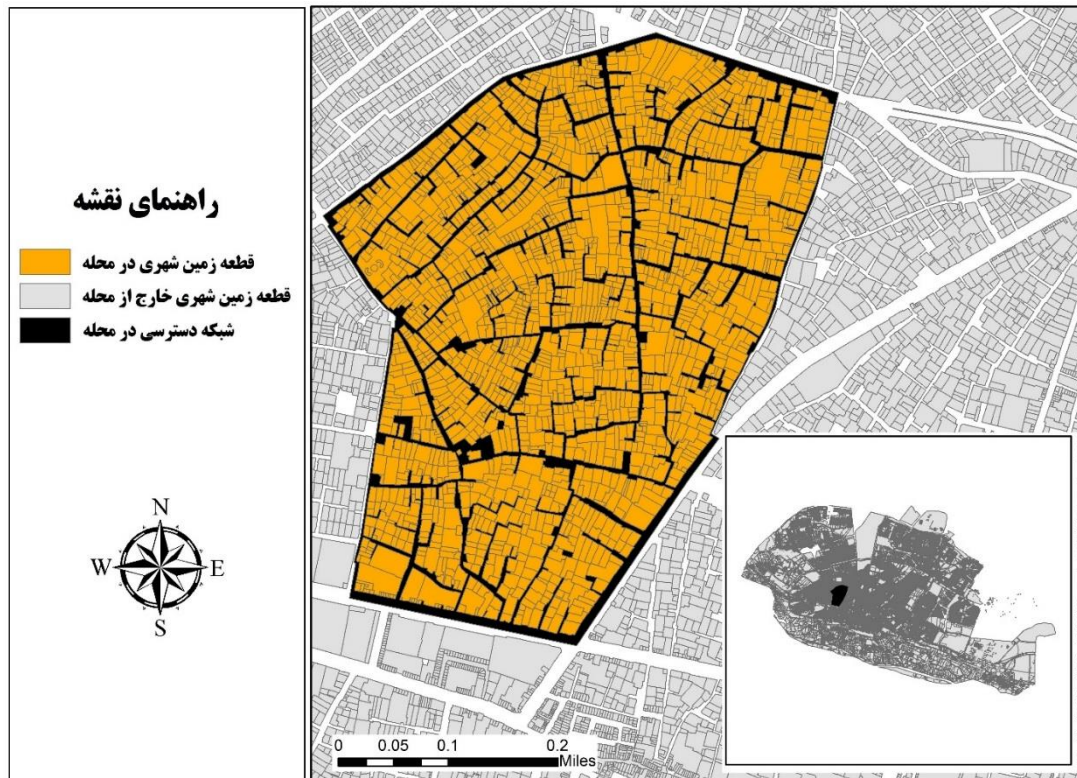 راهنمای نقشه
قطعه زمین شهری در محله
قطعه زمین شهری خارج از محله
شبکه دسترسی در محله
N
W E
S
0 0.05 0.1 0.2
Miles